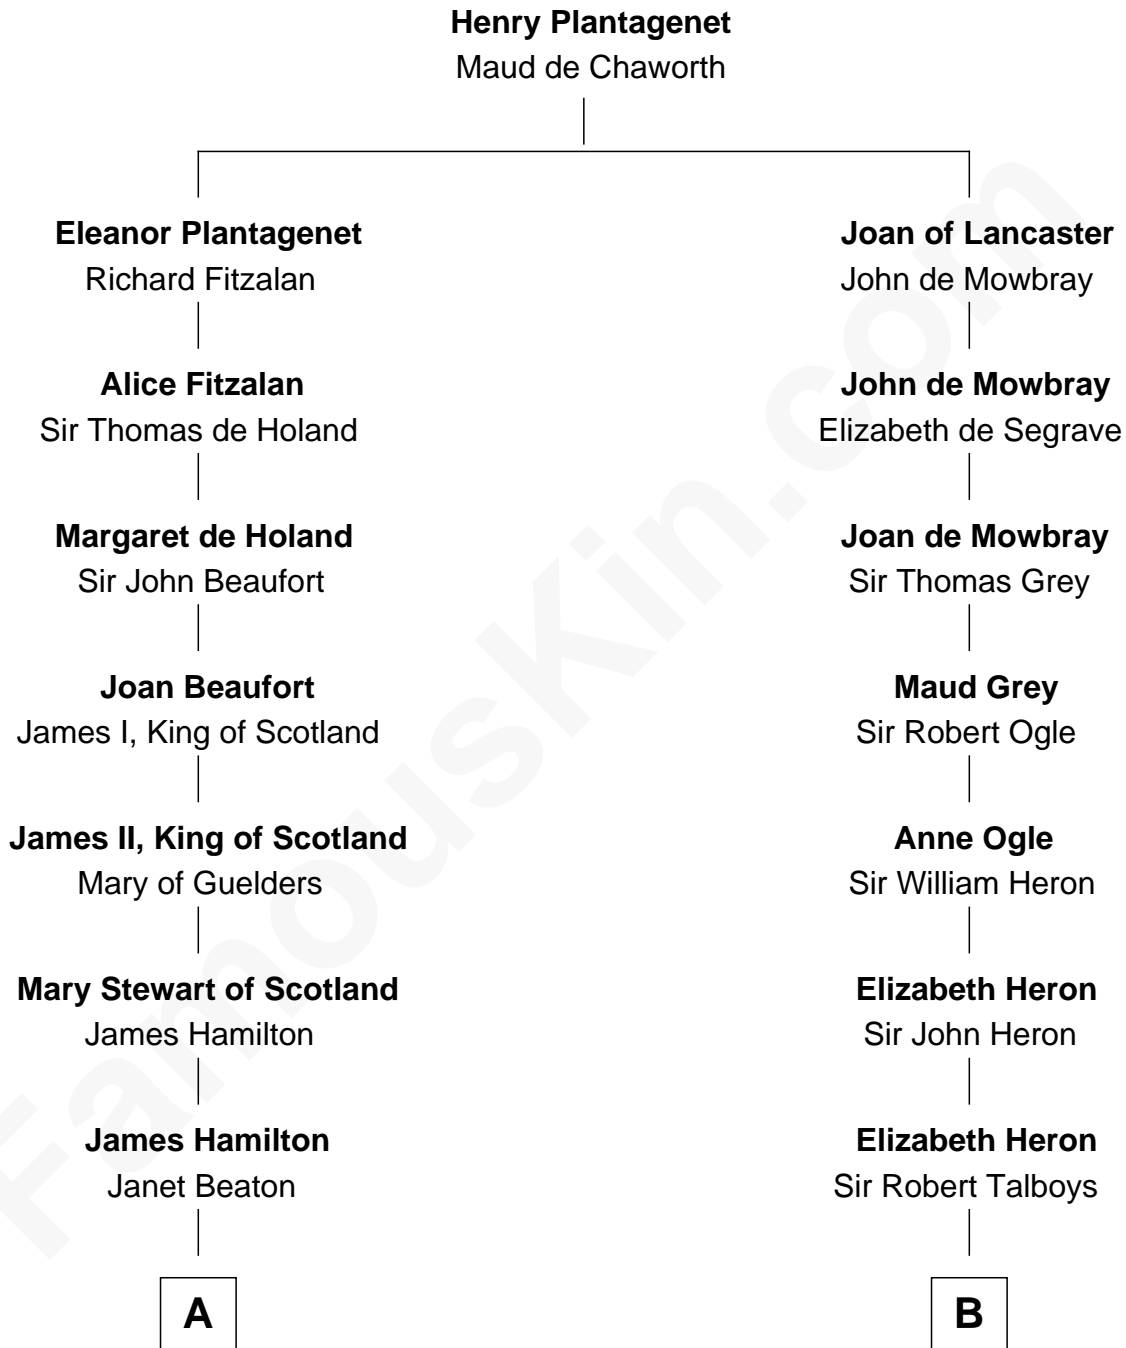 Henry Plantagenet
Maud de Chaworth
Eleanor Plantagenet
Richard Fitzalan
Joan of Lancaster
John de Mowbray
Alice Fitzalan
Sir Thomas de Holand
John de Mowbray
Elizabeth de Segrave
Margaret de Holand
Sir John Beaufort
Joan de Mowbray
Sir Thomas Grey
Joan Beaufort
James I, King of Scotland
Maud Grey
Sir Robert Ogle
James II, King of Scotland
Mary of Guelders
Anne Ogle
Sir William Heron
Mary Stewart of Scotland
James Hamilton
Elizabeth Heron
Sir John Heron
James Hamilton
Janet Beaton
Elizabeth Heron
Sir Robert Talboys
A
B
FamousKin.com